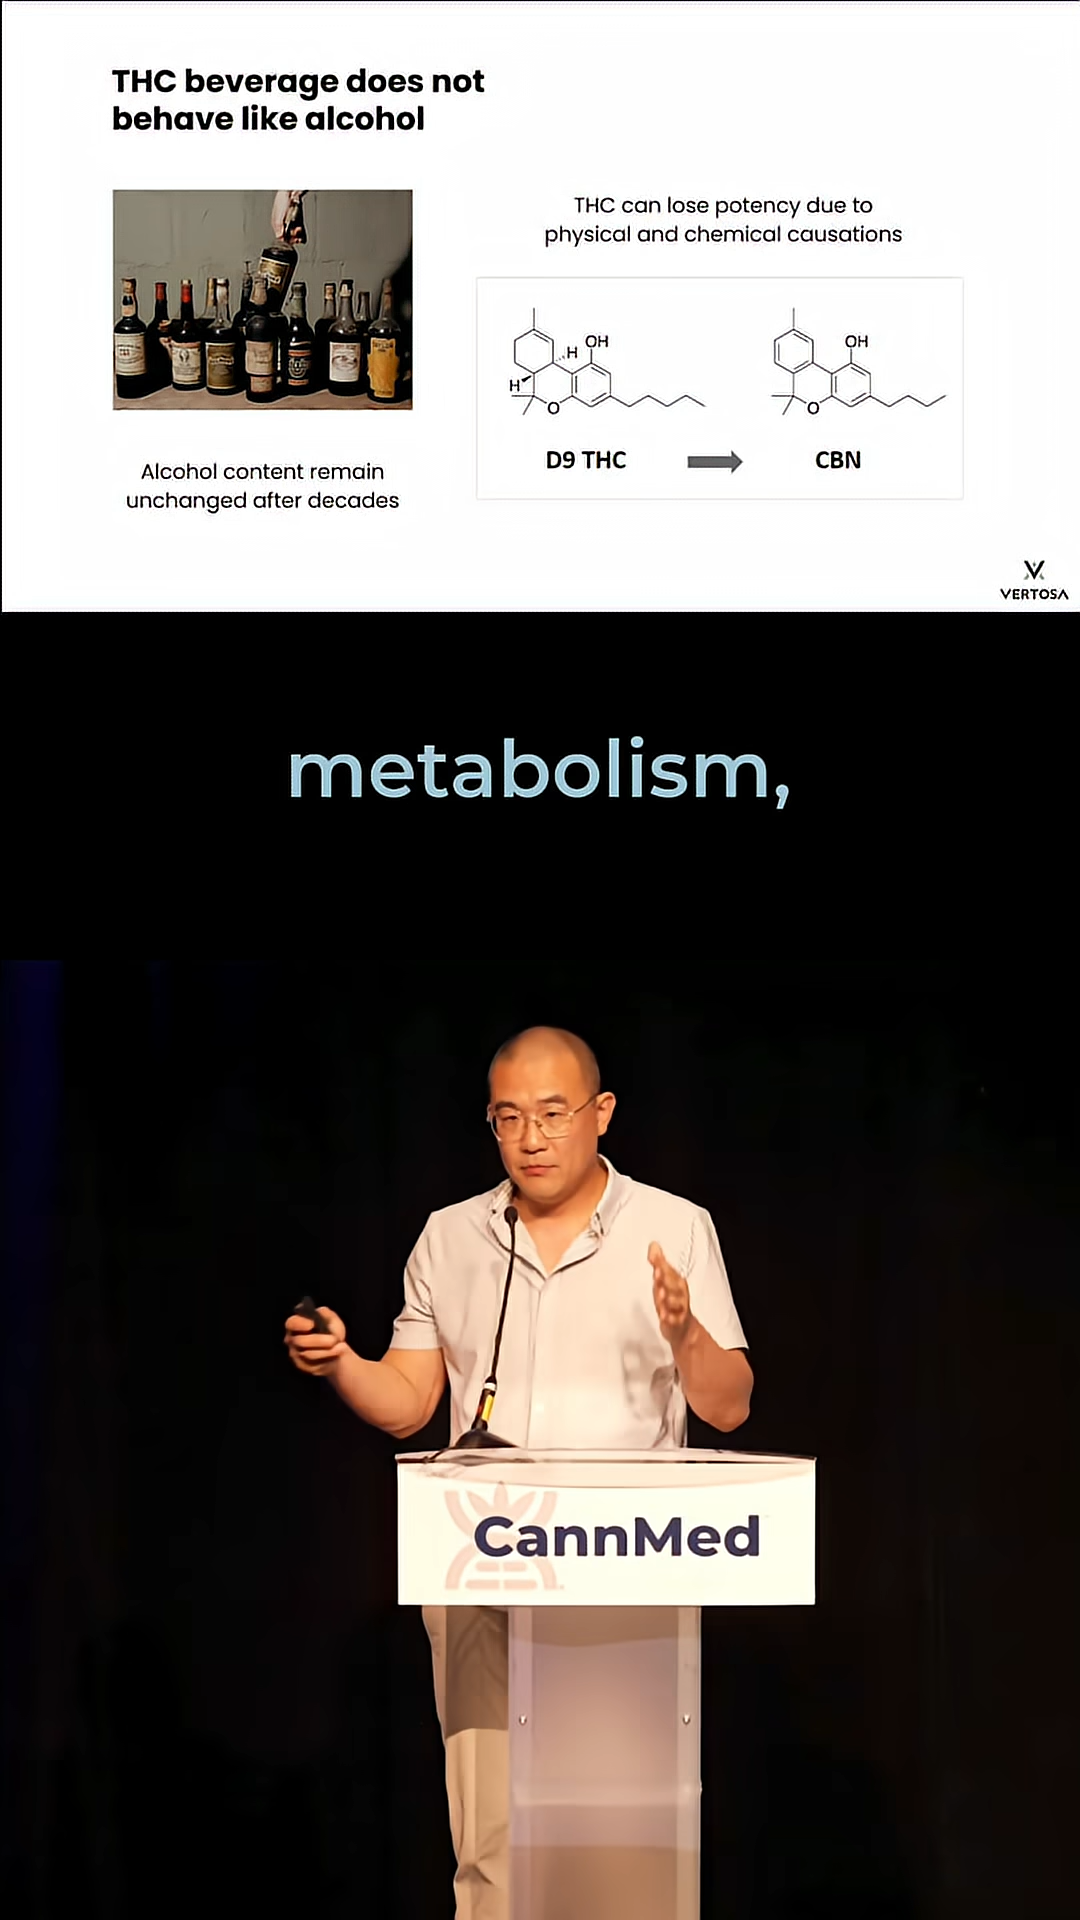 THC beverage does not
behave like alcohol
THC can lose potency due to
physical and chemical causations
OH
H
H
O
OH
O
D9 THC
CBN
Alcohol content remain
unchanged after decades
VERTOSA
metabolism,
CannMed